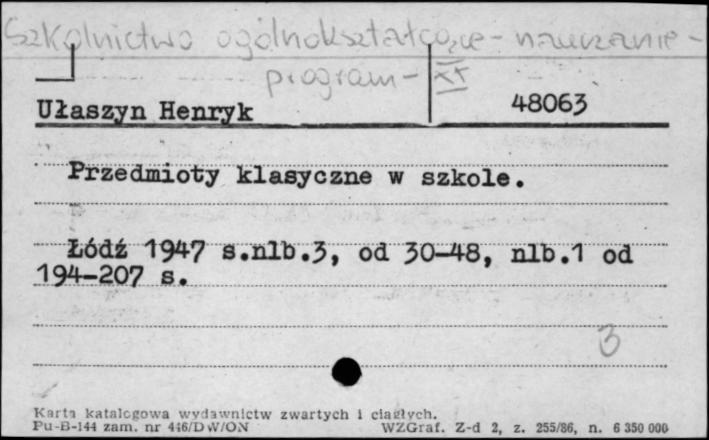 Szkolnictwo ogólnokształcące - nauczanie -
program - XX
Ułaszyn Henryk 48063
Przedmioty klasyczne w szkole.
Łódź 1947 s.nlb.3, od 30-48, nlb.1 od
194-207 s.
3
Karta katalogowa wydawnictw zwartych i ciągłych.
Pu-B-144 zam. nr 446/DW/ON WZGraf. Z-d 2, z. 255/86, n. 6 350 000